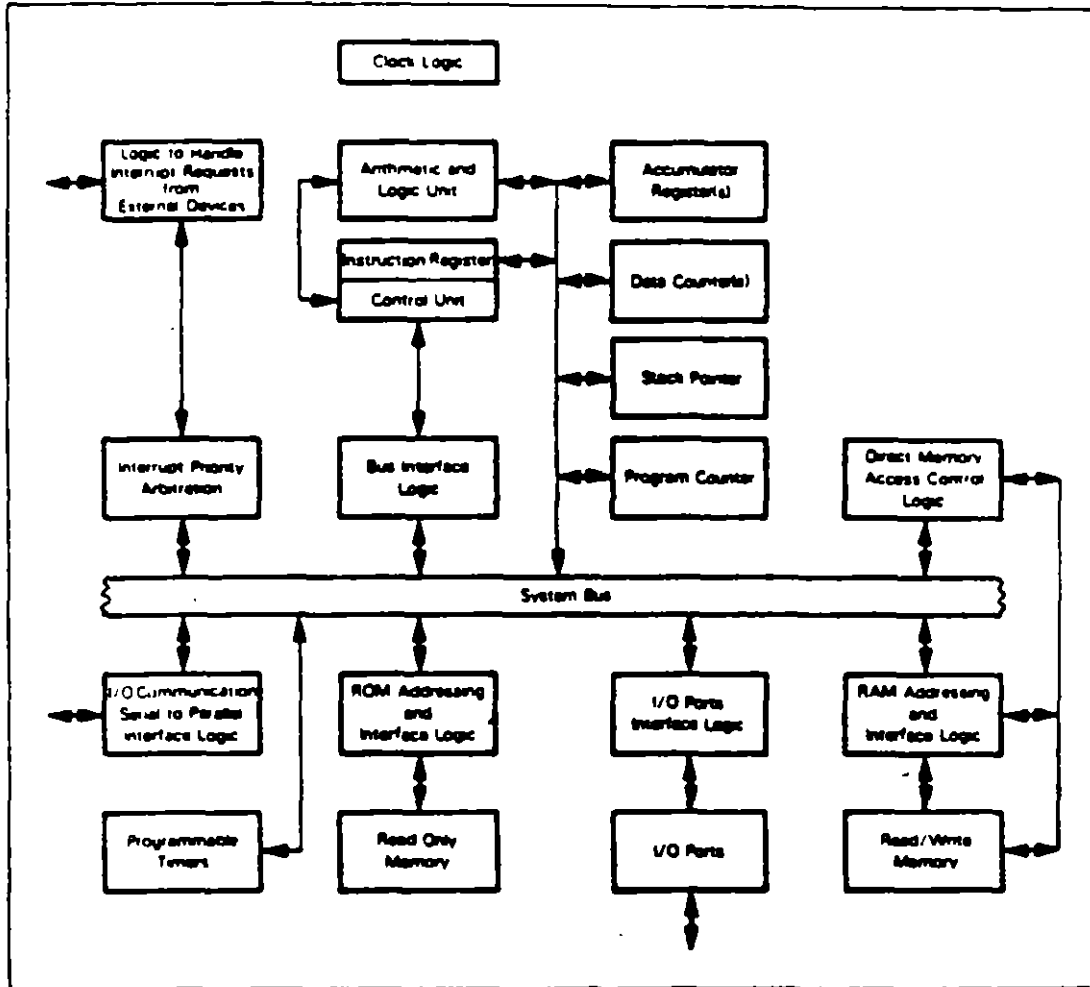 Clock Logic
Logic to Handle
Interrupt Requests
from
External Devices
Arithmetic and
Logic Unit
Accumulator
Register(s)
Instruction Register
Control Unit
Data Counter(s)
Stack Pointer
Interrupt Priority
Arbitration
Bus Interface
Logic
Program Counter
Direct Memory
Access Control
Logic
System Bus
I/O Communication
Serial to Parallel
Interface Logic
ROM Addressing
and
Interface Logic
I/O Ports
Interface Logic
RAM Addressing
and
Interface Logic
Programmable
Timers
Read Only
Memory
I/O Ports
Read/Write
Memory